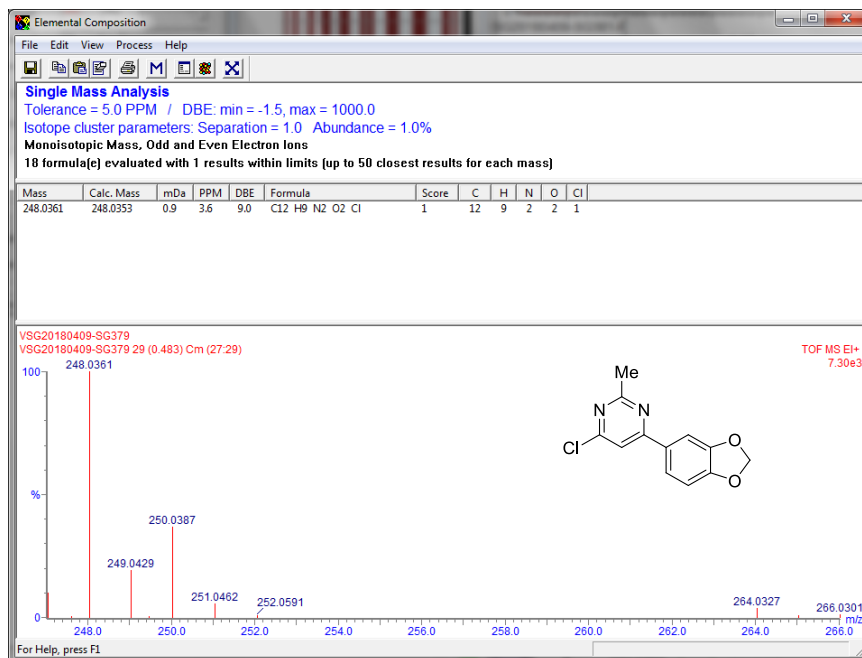 Elemental Composition
File Edit View Process Help
Single Mass Analysis
Tolerance = 5.0 PPM / DBE: min = -1.5, max = 1000.0
Isotope cluster parameters: Separation = 1.0 Abundance = 1.0%
Monoisotopic Mass, Odd and Even Electron Ions
18 formula(e) evaluated with 1 results within limits (up to 50 closest results for each mass)
Mass Calc. Mass mDa PPM DBE Formula Score C H N O Cl
248.0361 248.0353 0.9 3.6 9.0 C12 H9 N2 O2 Cl 1 12 9 2 2 1
VSG20180409-SG379
VSG20180409-SG379 29 (0.483) Cm (27:29)
TOF MS EI+
7.30e3
248.0361
100
Me
N N
Cl
O
O
%
250.0387
249.0429
251.0462
252.0591
264.0327
266.0301
0
m/z
248.0 250.0 252.0 254.0 256.0 258.0 260.0 262.0 264.0 266.0
For Help, press F1